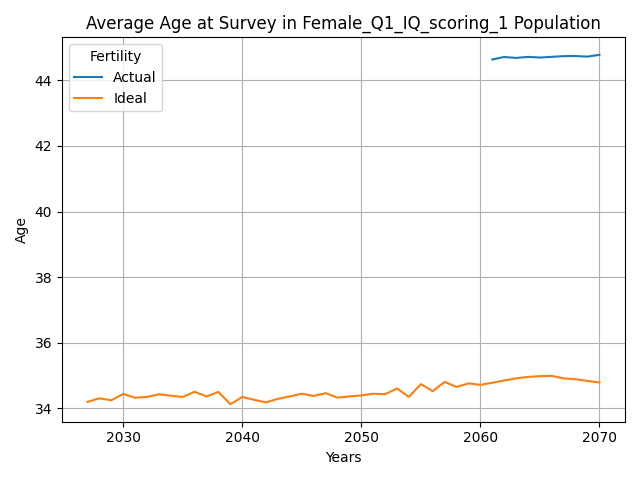 Average Age at Survey in Female_Q1_IQ_scoring_1 Population
Fertility
Actual
Ideal
Age
44
42
40
38
36
34
2030
2040
2050
2060
2070
Years